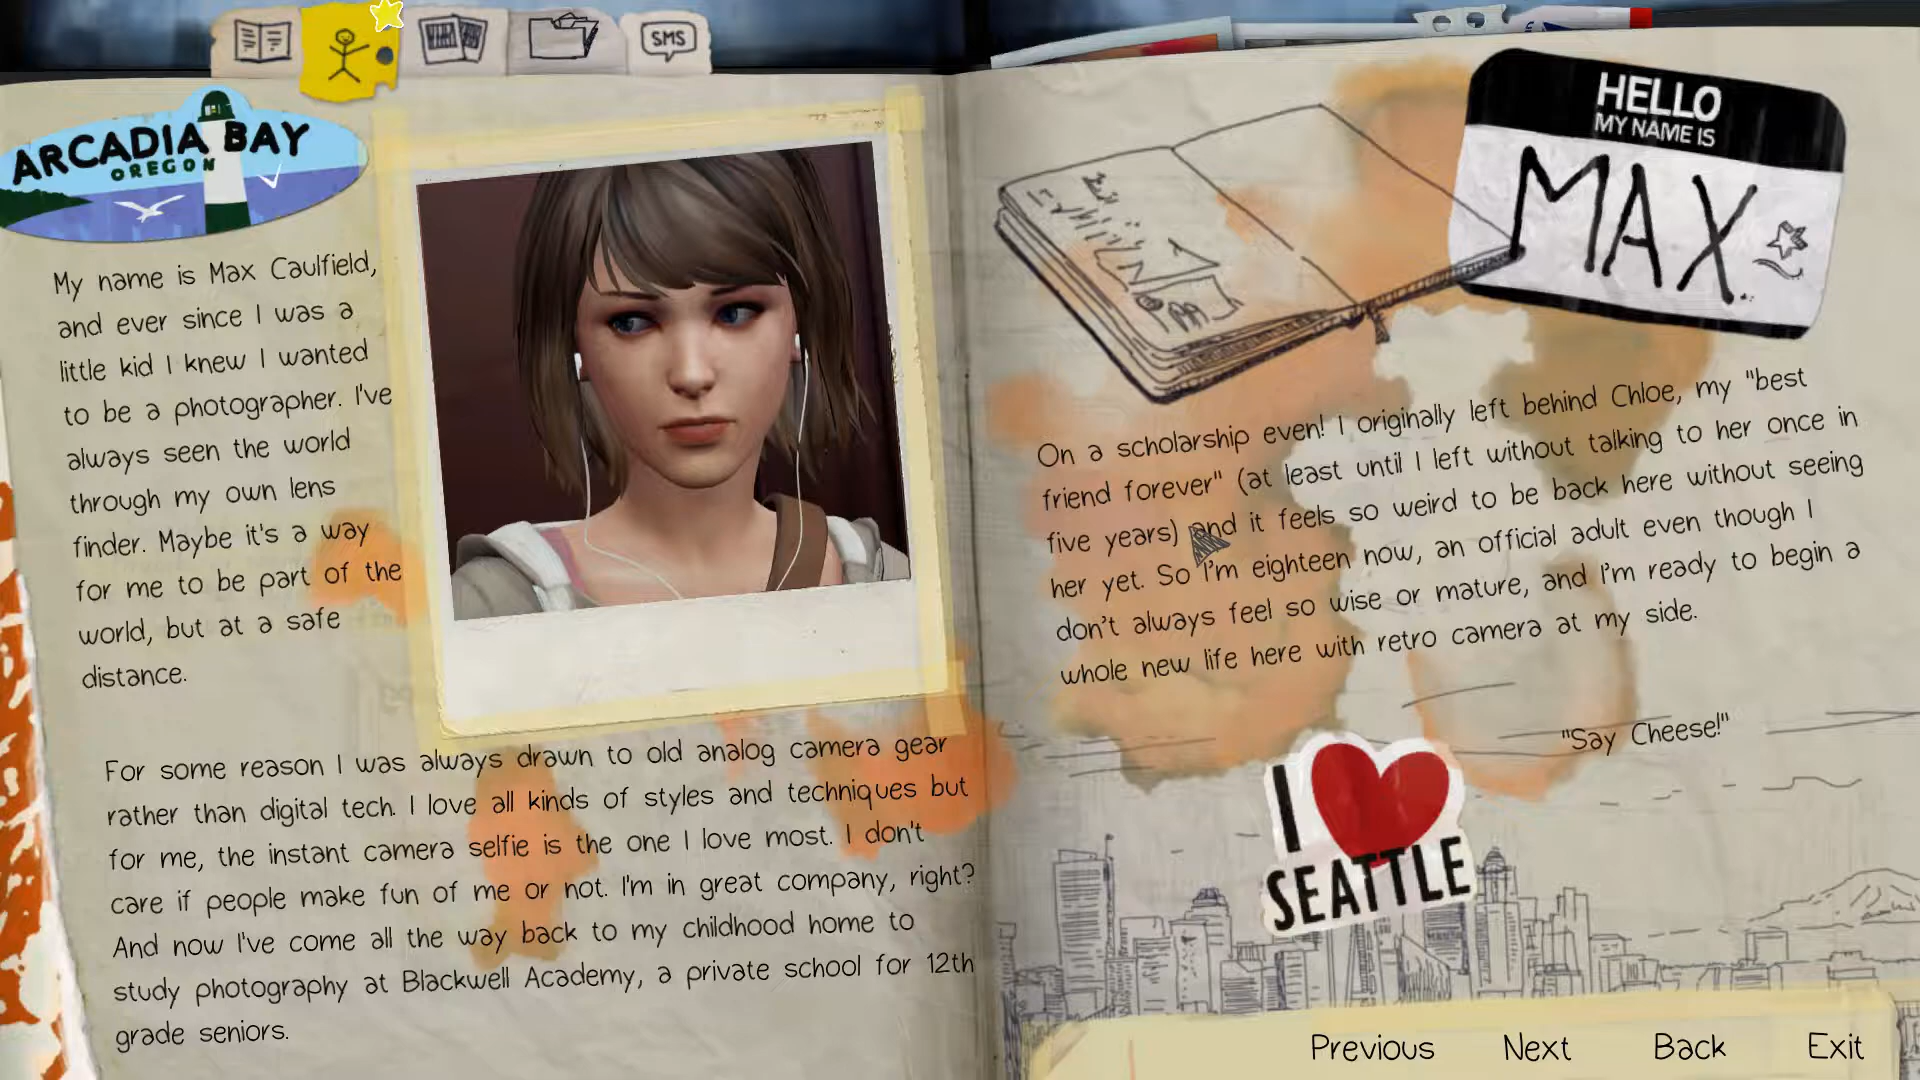 SMS
ARCADIA BAY
OREGON
My name is Max Caulfield,
and ever since I was a
little kid I knew I wanted
to be a photographer. I've
always seen the world
through my own lens
finder. Maybe it's a way
for me to be part of the
world, but at a safe
distance.
For some reason I was always drawn to old analog camera gear
rather than digital tech. I love all kinds of styles and techniques but
for me, the instant camera selfie is the one I love most. I don't
care if people make fun of me or not. I'm in great company, right?
And now I've come all the way back to my childhood home to
study photography at Blackwell Academy, a private school for 12th
grade seniors.
HELLO
MY NAME IS
MAX
On a scholarship even! I originally left behind Chloe, my "best
friend forever" (at least until I left without talking to her once in
five years) and it feels so weird to be back here without seeing
her yet. So I'm eighteen now, an official adult even though I
don't always feel so wise or mature, and I'm ready to begin a
whole new life here with retro camera at my side.
"Say Cheese!"
I
SEATTLE
Previous Next Back Exit